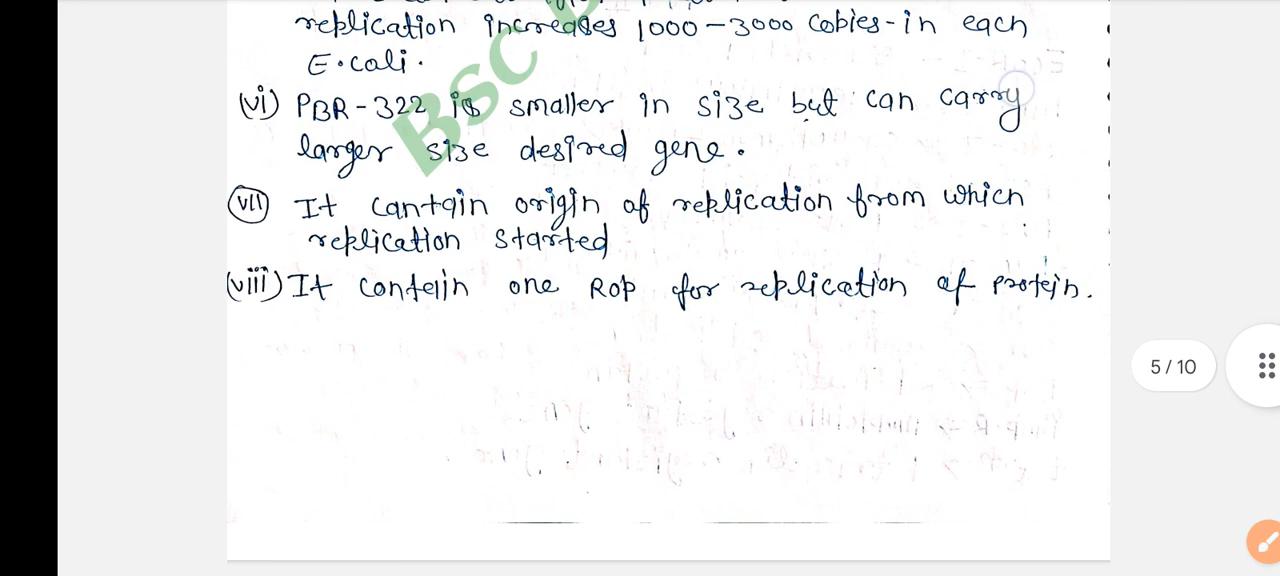 replication increases 1000-3000 copies-in each
E.coli.
(vi) PBR-322 is smaller in size but can carry
larger size desired gene.
(vii) It cantain origin of replication from which
replication started
(viii) It contain one Rop for replication of protein.
BSC
5 / 10